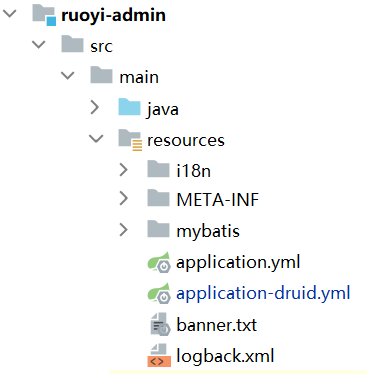 ruoyi-admin
src
main
java
resources
i18n
META-INF
mybatis
application.yml
application-druid.yml
banner.txt
logback.xml